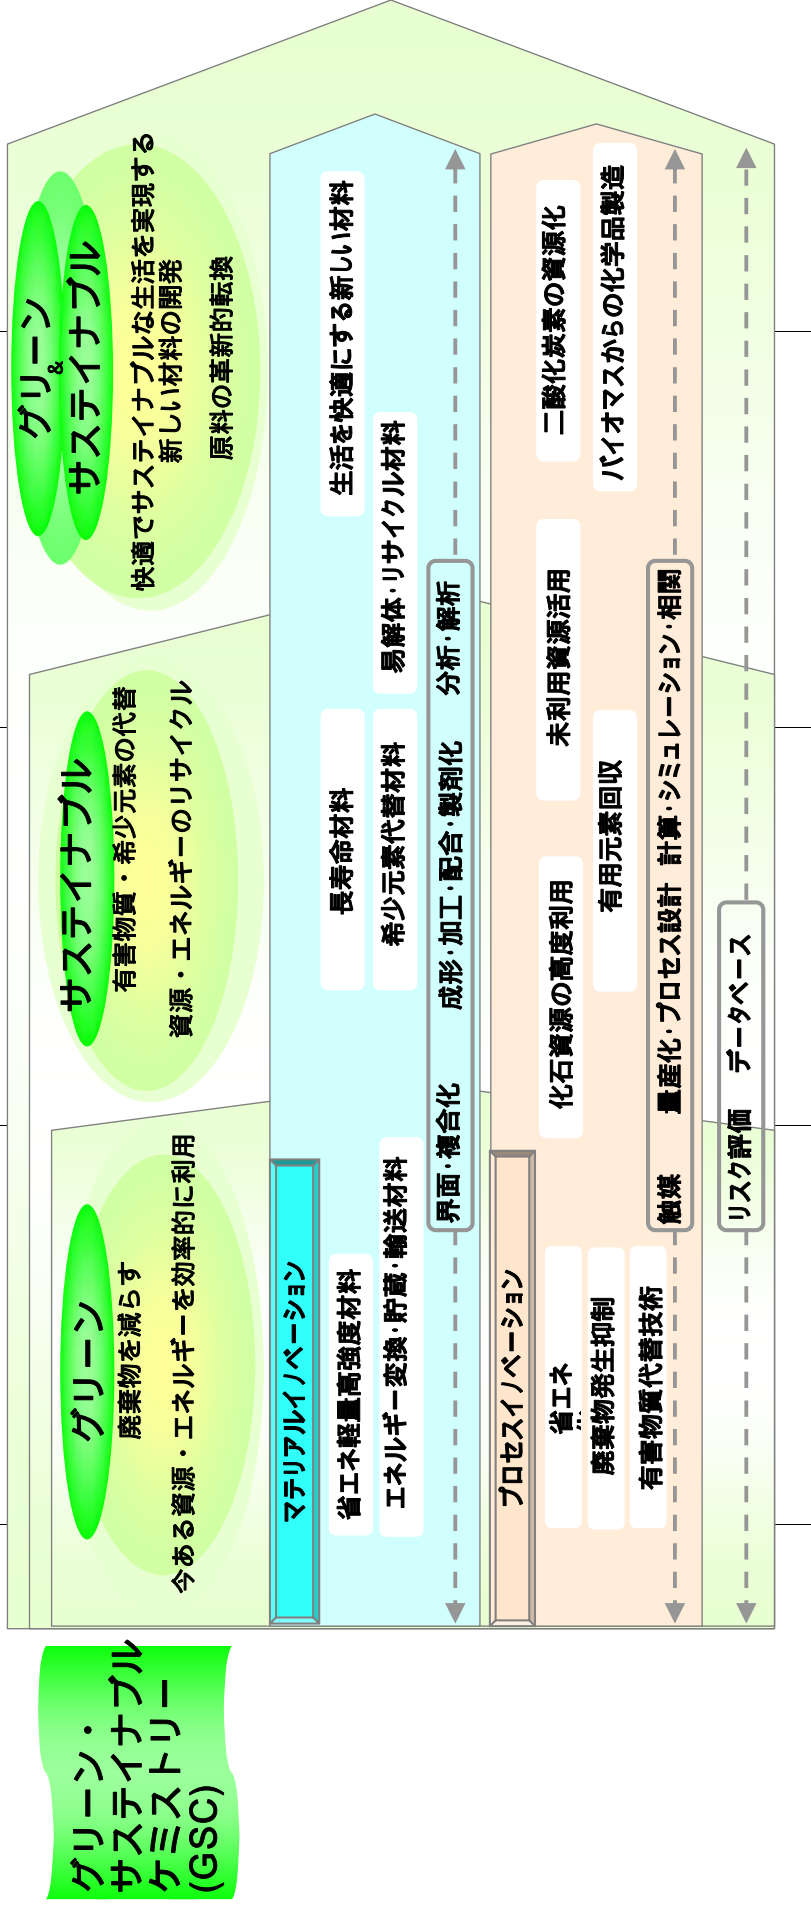 グリーン・
サステイナブル
ケミストリー
(GSC)
グリーン
廃棄物を減らす
今ある資源・エネルギーを効率的に利用
サステイナブル
有害物質・希少元素の代替
資源・エネルギーのリサイクル
グリーン
&
サステイナブル
快適でサステイナブルな生活を実現する
新しい材料の開発
原料の革新的転換
マテリアルイノベーション
省エネ軽量高強度材料
エネルギー変換・貯蔵・輸送材料
長寿命材料
希少元素代替材料
生活を快適にする新しい材料
易解体・リサイクル材料
界面・複合化 成形・加工・配合・製剤化 分析・解析
プロセスイノベーション
省エネ
廃棄物発生抑制
有害物質代替技術
化石資源の高度利用
有用元素回収
未利用資源活用
二酸化炭素の資源化
バイオマスからの化学品製造
触媒 量産化・プロセス設計 計算・シミュレーション・相関
リスク評価 データベース